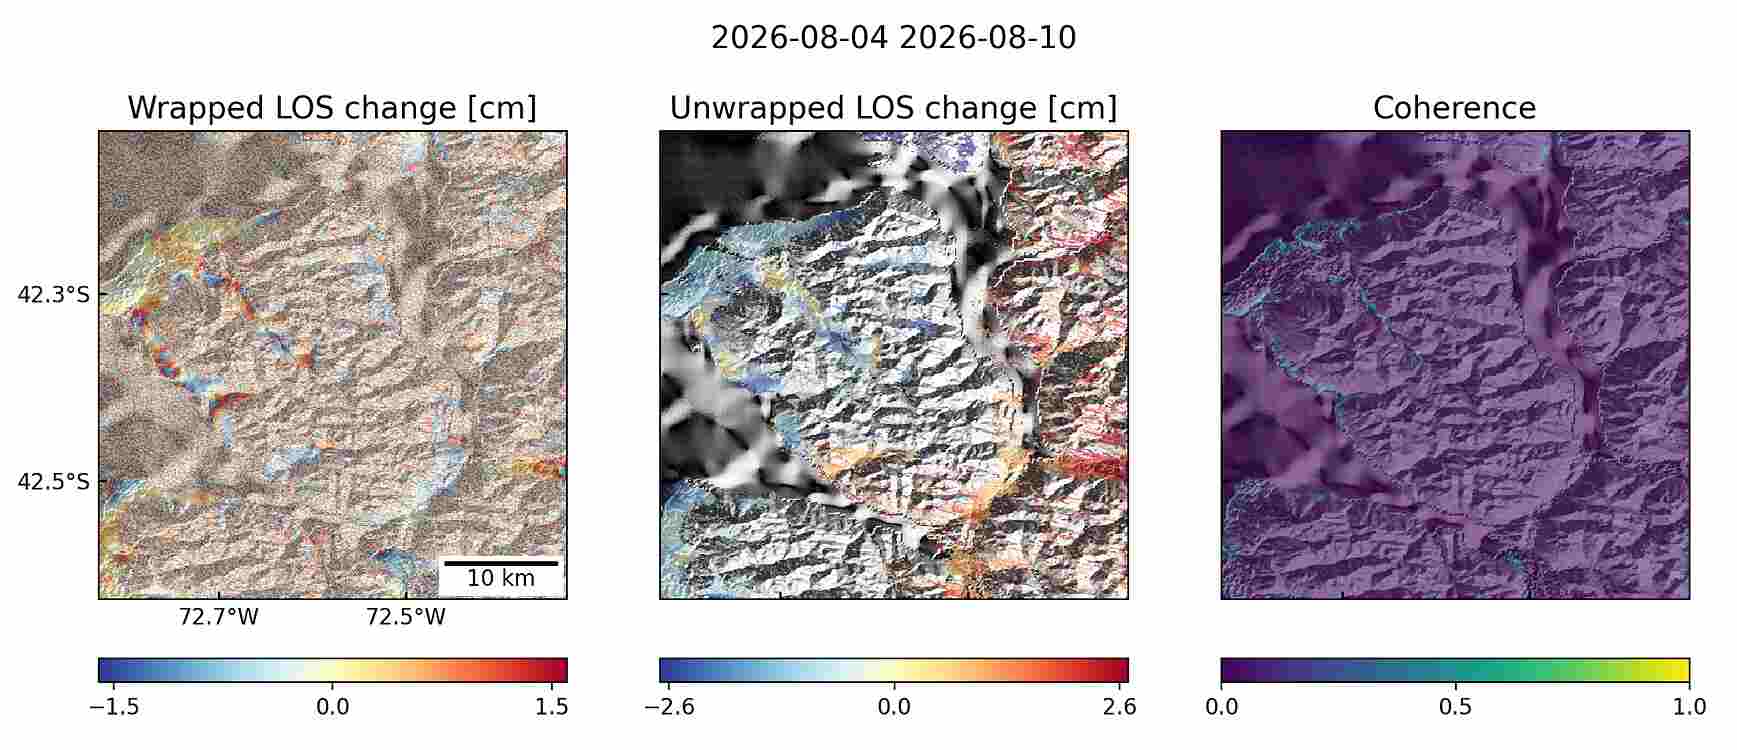 2026-08-04 2026-08-10
Wrapped LOS change [cm]
Unwrapped LOS change [cm]
Coherence
42.3°S
42.5°S
10 km
72.7°W
72.5°W
−1.5
0.0
1.5
−2.6
0.0
2.6
0.0
0.5
1.0